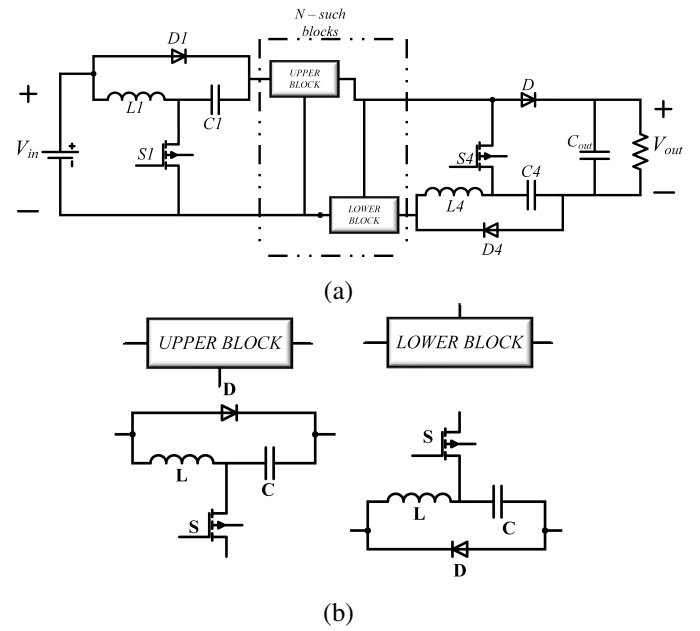 N – such
blocks
D1
UPPER
BLOCK
L1
C1
D
+
+
V_in
+
-
S1
S4
C_out
V_out
C4
L4
D4
LOWER
BLOCK
—
—
(a)
UPPER BLOCK
LOWER BLOCK
D
L
C
S
S
L
C
D
(b)